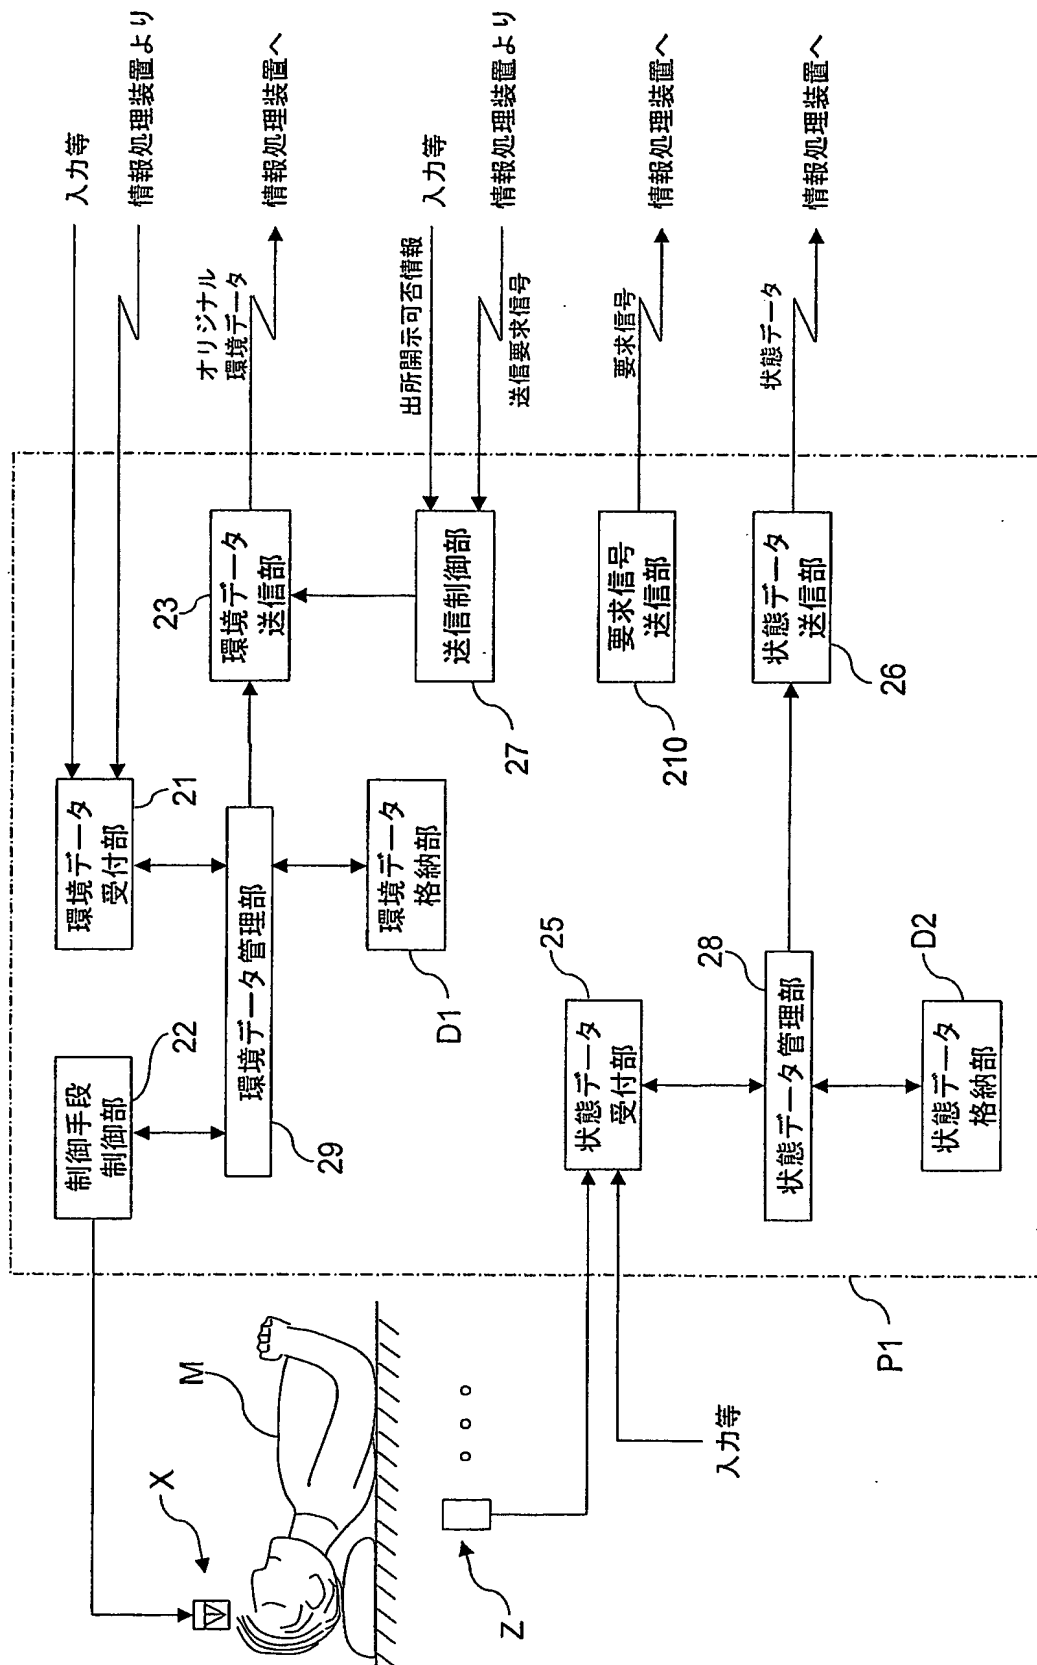 入力等
情報処理装置より
オリジナル
環境データ
情報処理装置へ
出所開示可否情報
入力等
送信要求信号
情報処理装置より
要求信号
情報処理装置へ
状態データ
情報処理装置へ
制御手段
制御部
22
環境データ
受付部
21
環境データ管理部
29
環境データ
送信部
23
環境データ
格納部
D1
送信制御部
27
要求信号
送信部
210
状態データ
受付部
25
状態データ管理部
28
状態データ
送信部
26
状態データ
格納部
D2
X
M
Z
入力等
P1